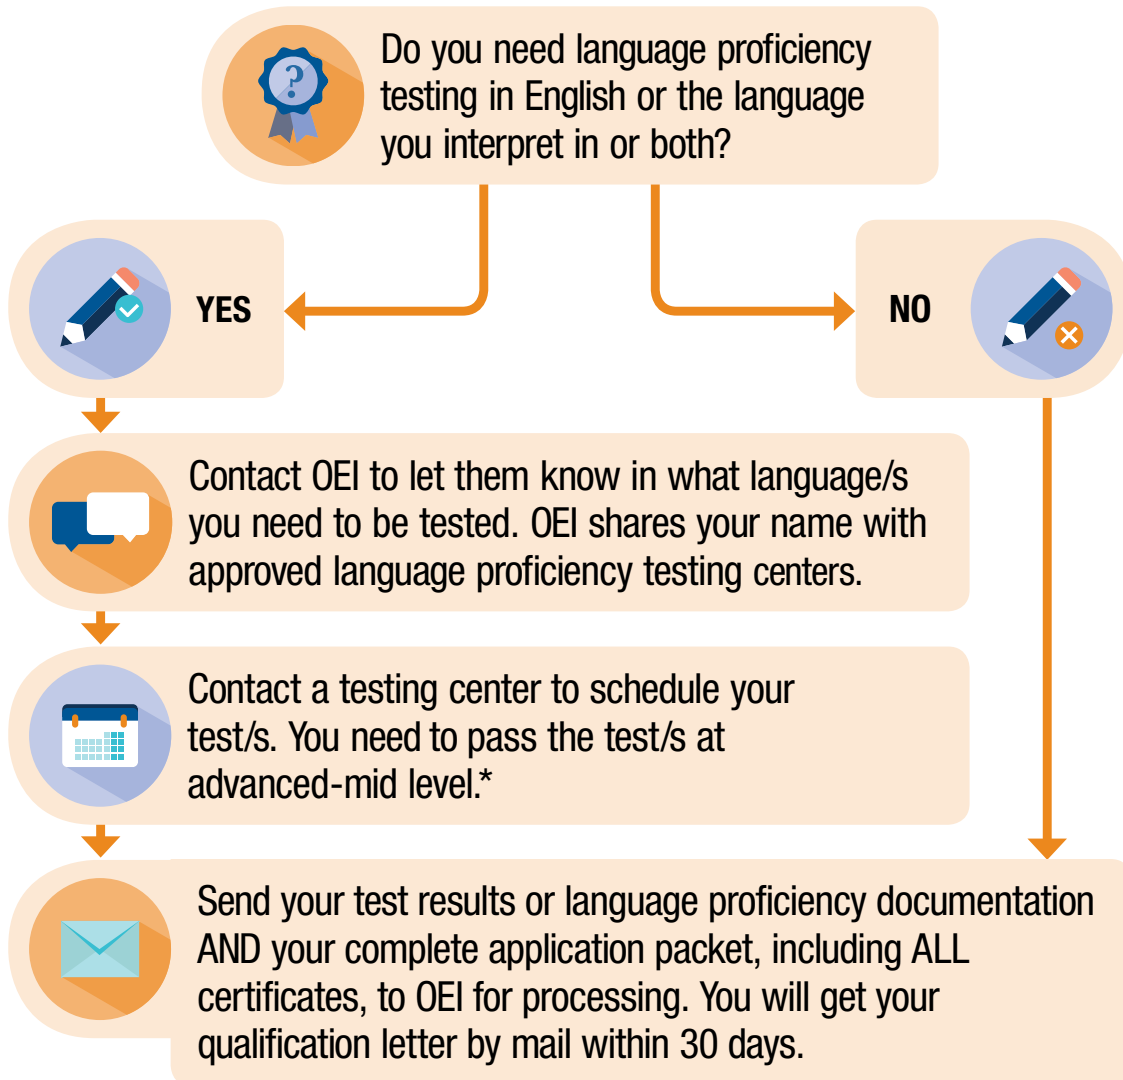 ?
Do you need language proficiency
testing in English or the language
you interpret in or both?
YES
NO
Contact OEI to let them know in what language/s
you need to be tested. OEI shares your name with
approved language proficiency testing centers.
Contact a testing center to schedule your
test/s. You need to pass the test/s at
advanced-mid level.*
Send your test results or language proficiency documentation
AND your complete application packet, including ALL
certificates, to OEI for processing. You will get your
qualification letter by mail within 30 days.